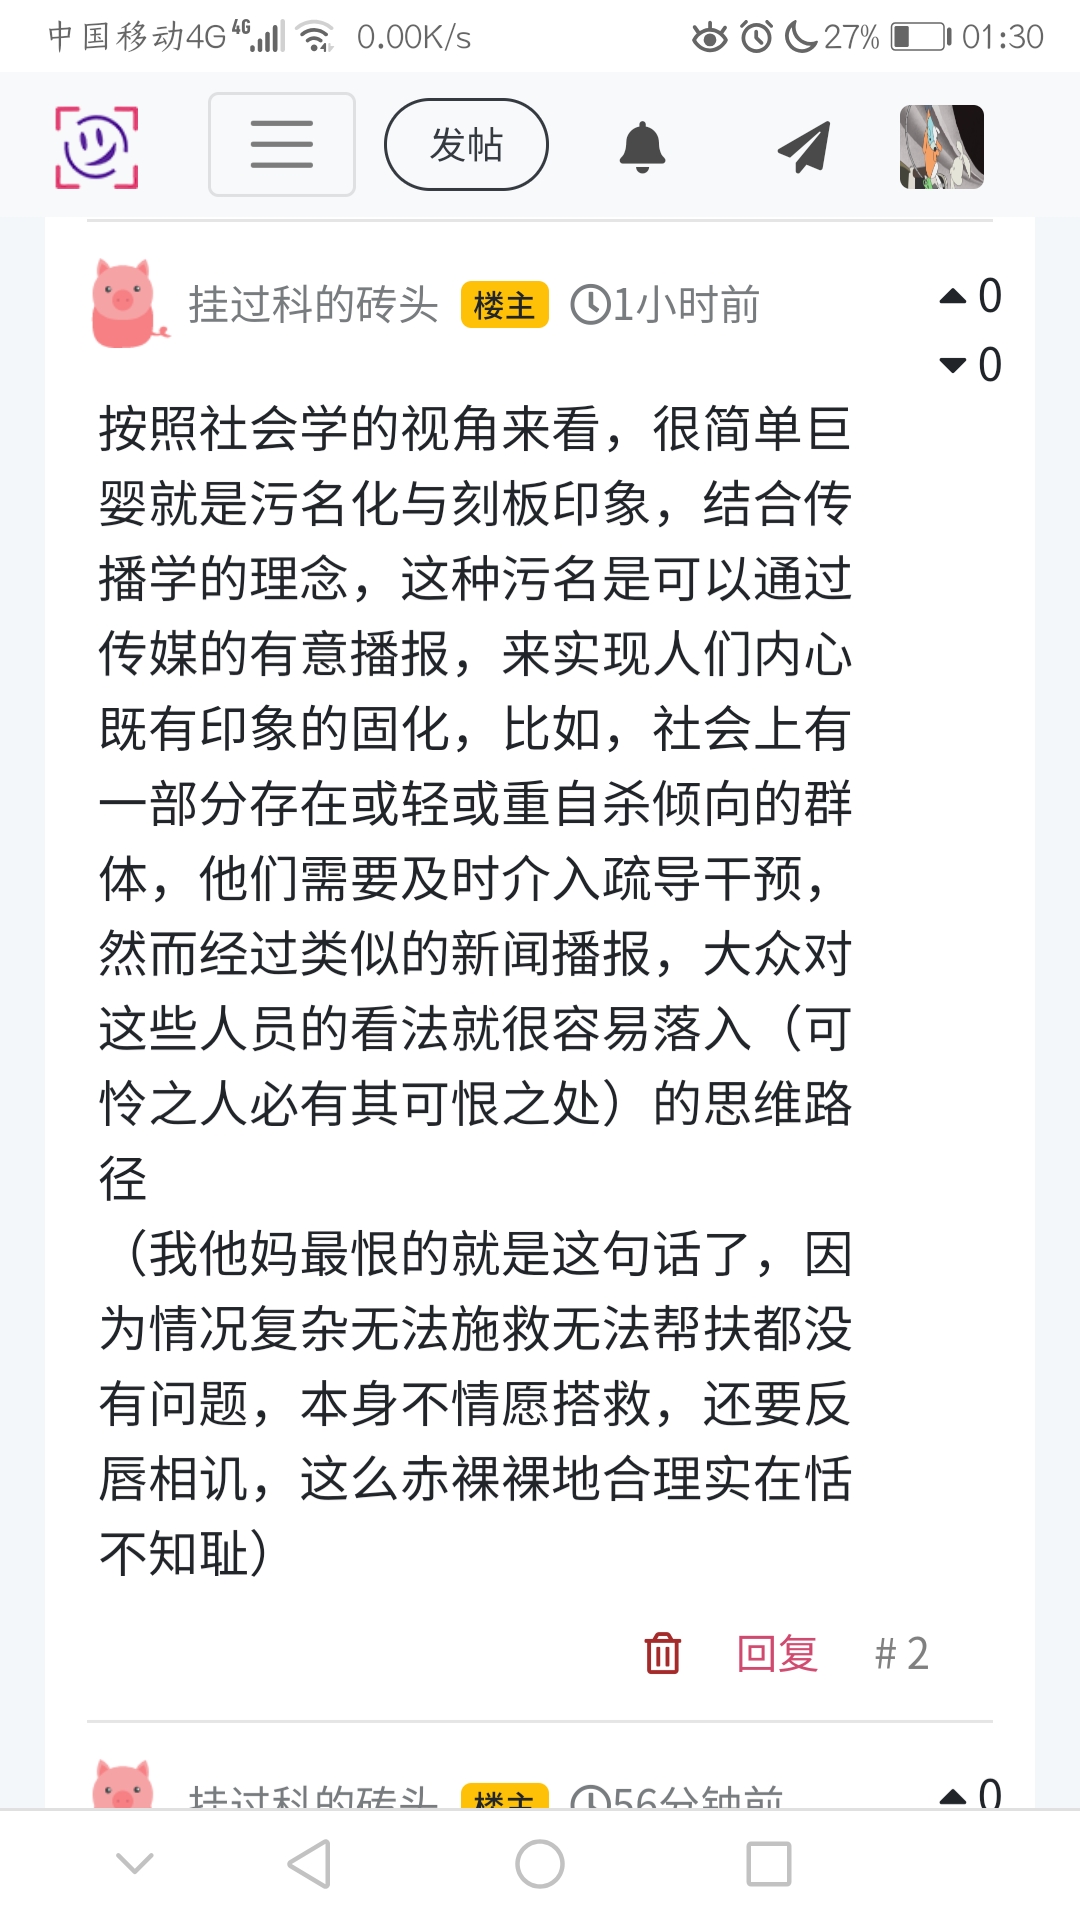 中国移动4G 4G 0.00K/s 27% 01:30
发帖
挂过科的砖头 楼主 1小时前 0
0
按照社会学的视角来看，很简单巨
婴就是污名化与刻板印象，结合传
播学的理念，这种污名是可以通过
传媒的有意播报，来实现人们内心
既有印象的固化，比如，社会上有
一部分存在或轻或重自杀倾向的群
体，他们需要及时介入疏导干预，
然而经过类似的新闻播报，大众对
这些人员的看法就很容易落入（可
怜之人必有其可恨之处）的思维路
径
（我他妈最恨的就是这句话了，因
为情况复杂无法施救无法帮扶都没
有问题，本身不情愿搭救，还要反
唇相讥，这么赤裸裸地合理实在恬
不知耻）
回复 # 2
挂过科的砖头 楼主 56分钟前 0